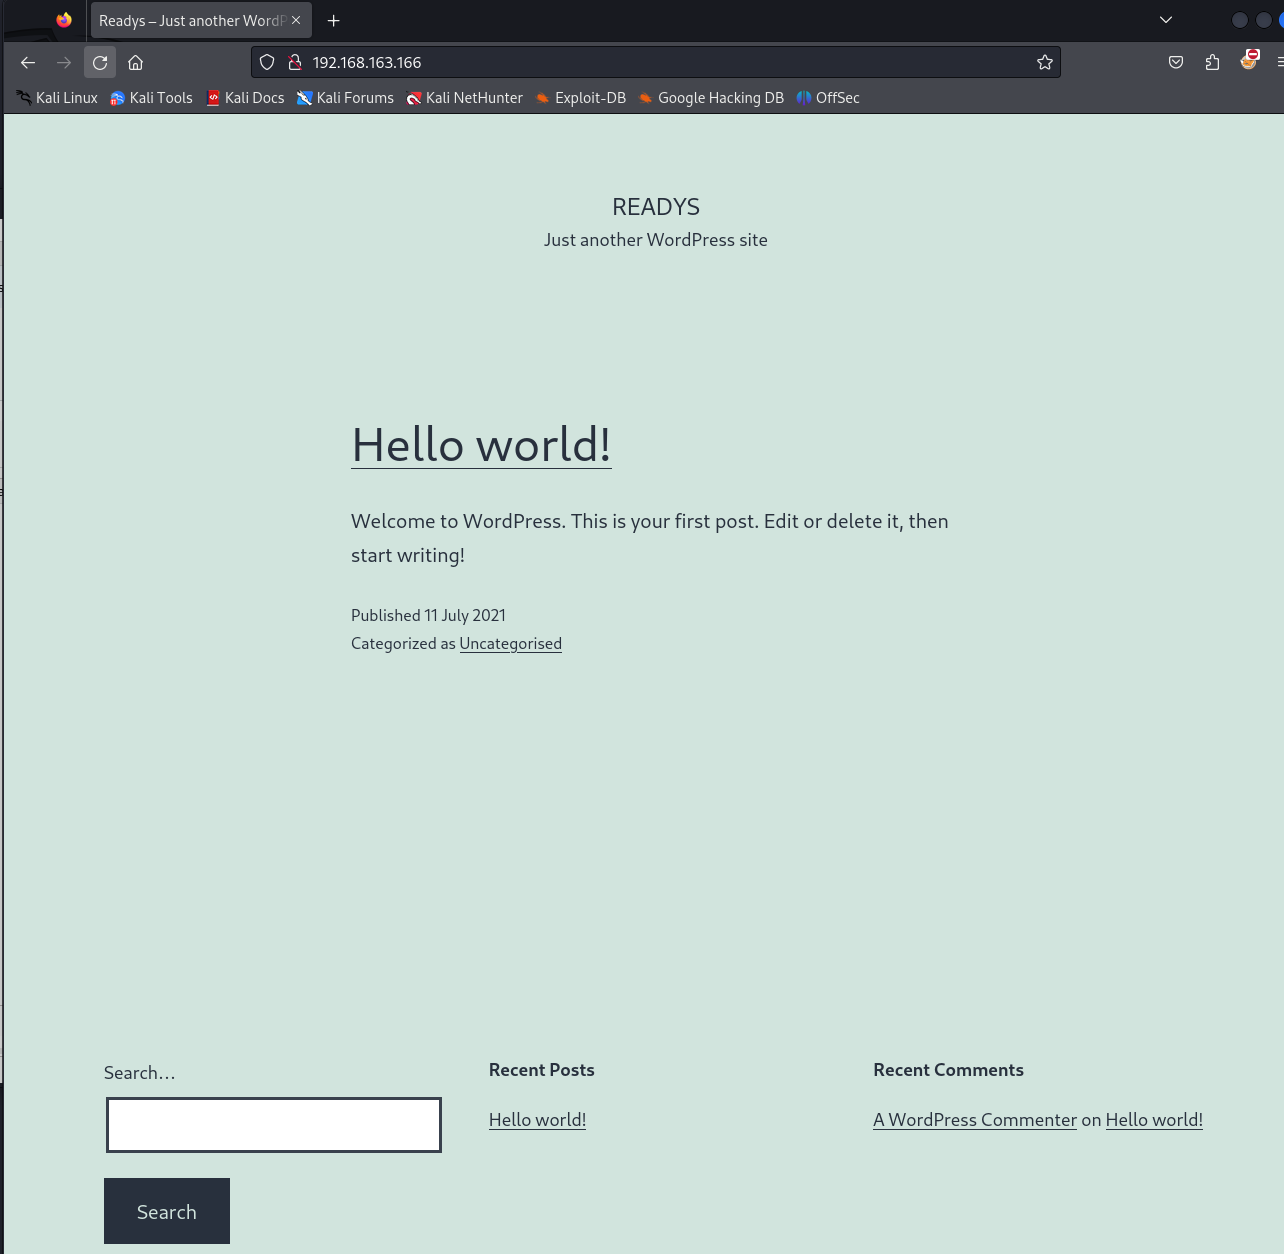 Readys – Just another WordP
192.168.163.166
Kali Linux Kali Tools Kali Docs Kali Forums Kali NetHunter Exploit-DB Google Hacking DB OffSec
READYS
Just another WordPress site
Hello world!
Welcome to WordPress. This is your first post. Edit or delete it, then
start writing!
Published 11 July 2021
Categorized as Uncategorised
Search…
Search
Recent Posts
Hello world!
Recent Comments
A WordPress Commenter on Hello world!